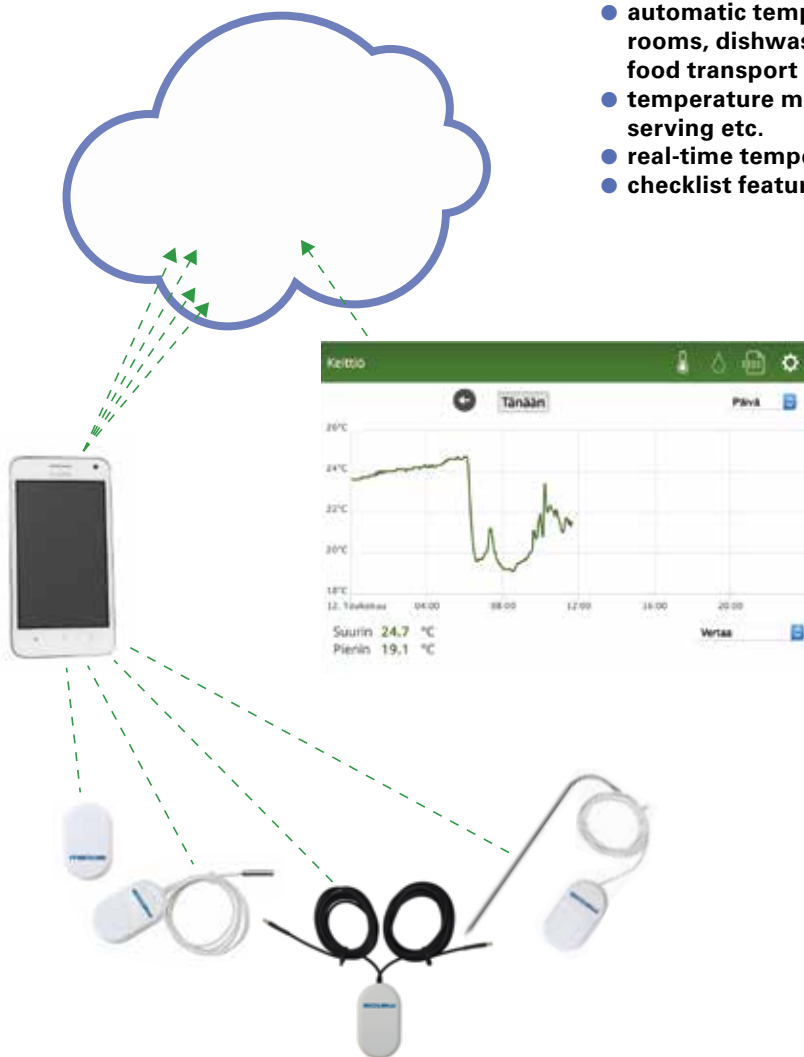 ● automatic temp
rooms, dishwas
food transport
● temperature m
serving etc.
● real-time tempe
● checklist featur
Keittiö
Tänään
Päivä
26°C
24°C
22°C
20°C
18°C
12. Toukokuu 04:00 08:00 12:00 16:00 20:00
Suurin 24.7 °C
Vertaa
Pienin 19.1 °C